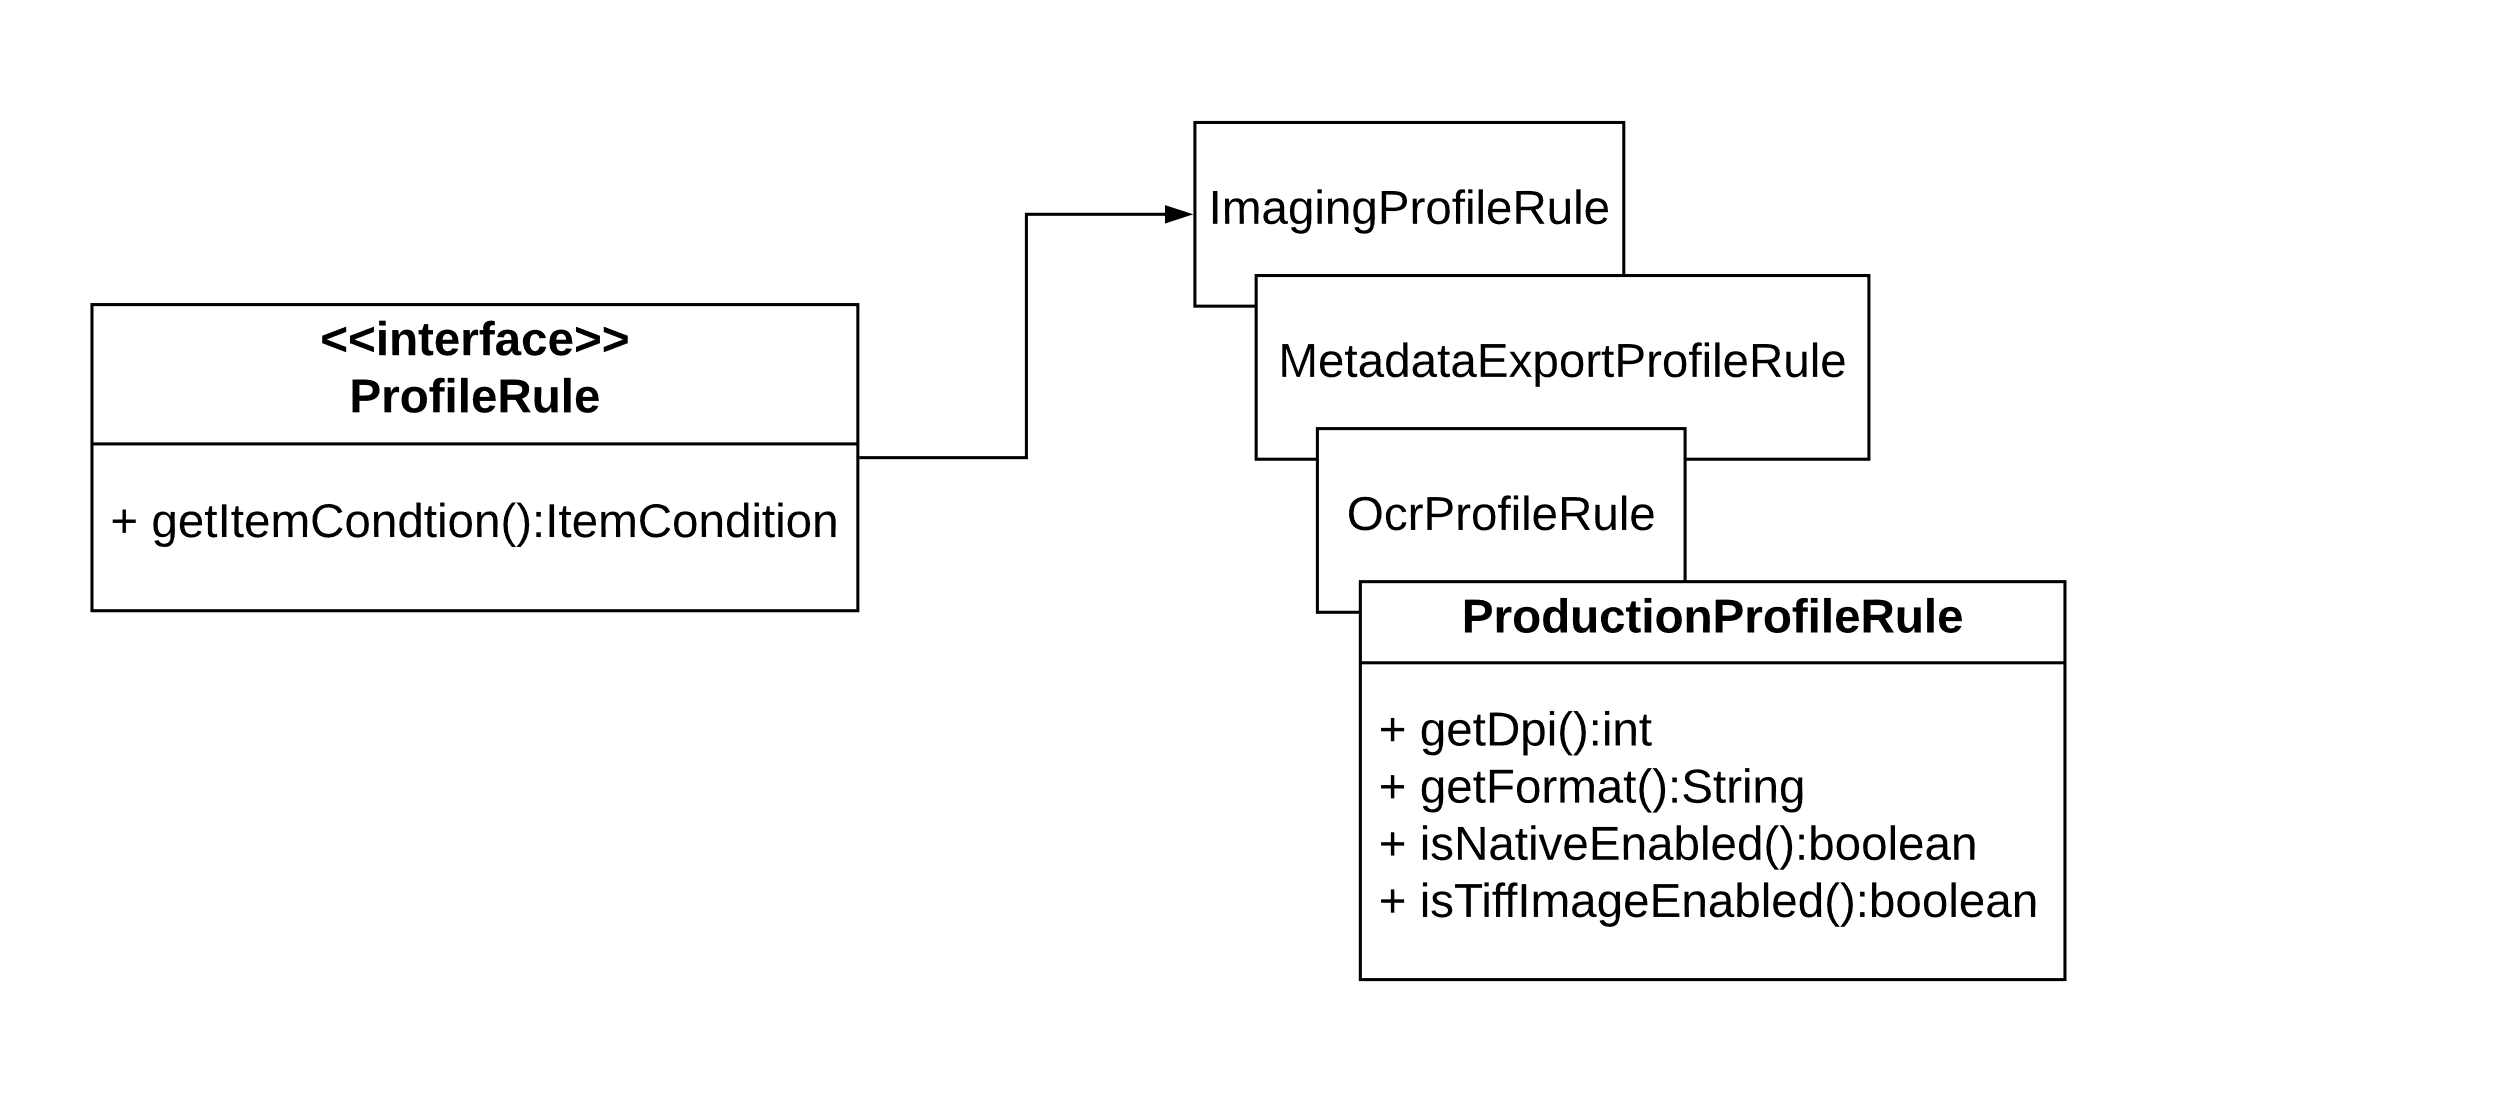 ImagingProfileRule
<<interface>>
ProfileRule
+ getItemCondtion():ItemCondition
MetadataExportProfileRule
OcrProfileRule
ProductionProfileRule
+ getDpi():int
+ getFormat():String
+ isNativeEnabled():boolean
+ isTiffImageEnabled():boolean